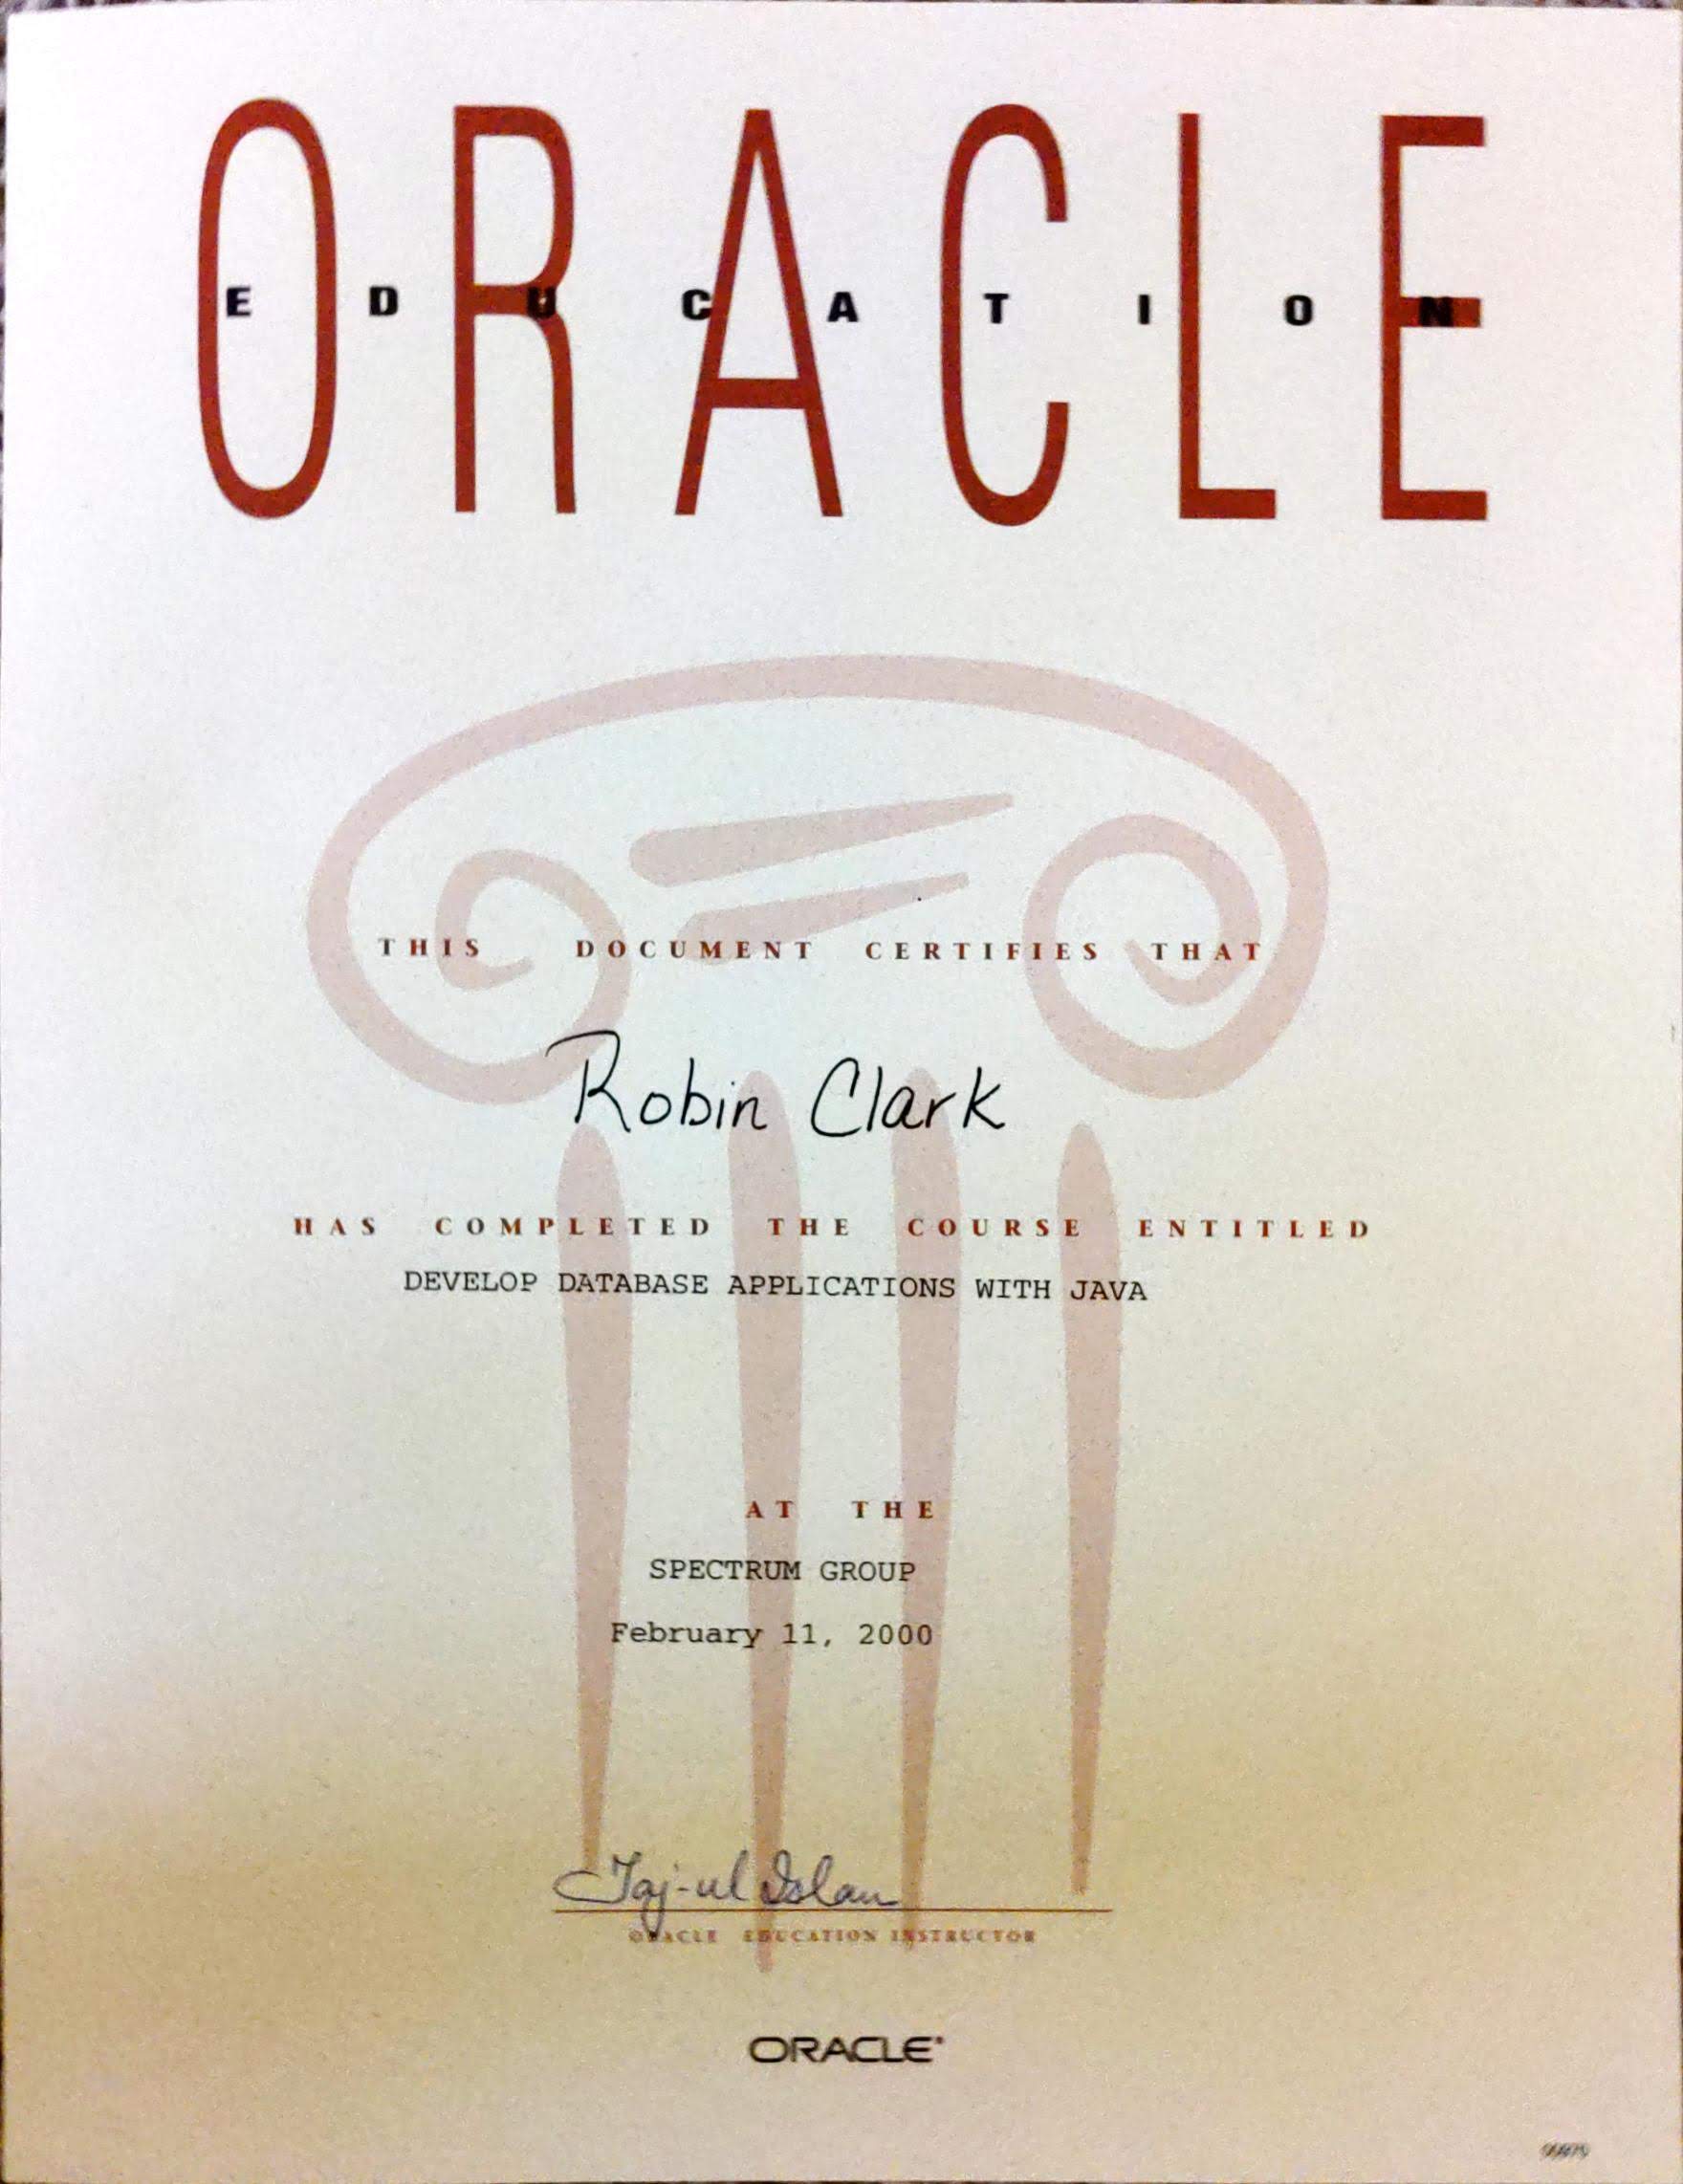 ORACLE
EDUCATION
THIS DOCUMENT CERTIFIES THAT
Robin Clark
HAS COMPLETED THE COURSE ENTITLED
DEVELOP DATABASE APPLICATIONS WITH JAVA
AT THE
SPECTRUM GROUP
February 11, 2000
Taj-ul Islam
ORACLE EDUCATION INSTRUCTOR
ORACLE®